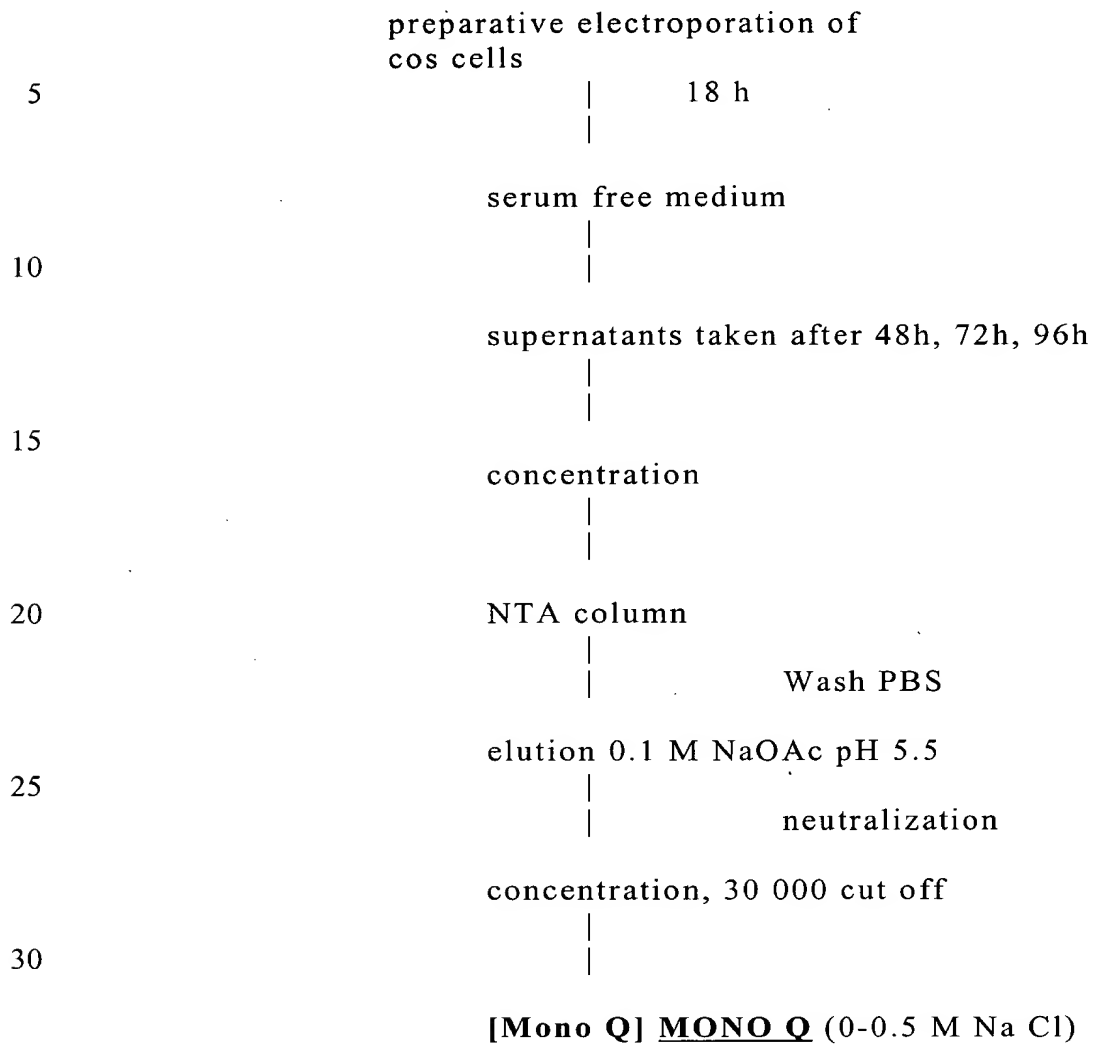 preparative electroporation of
cos cells
5 | 18 h
|
serum free medium
|
10 |
supernatants taken after 48h, 72h, 96h
|
|
15
concentration
|
|
20 NTA column
|
| Wash PBS
elution 0.1 M NaOAc pH 5.5
25 |
| neutralization
concentration, 30 000 cut off
|
30 |
[Mono Q] MONO Q (0-0.5 M Na Cl)